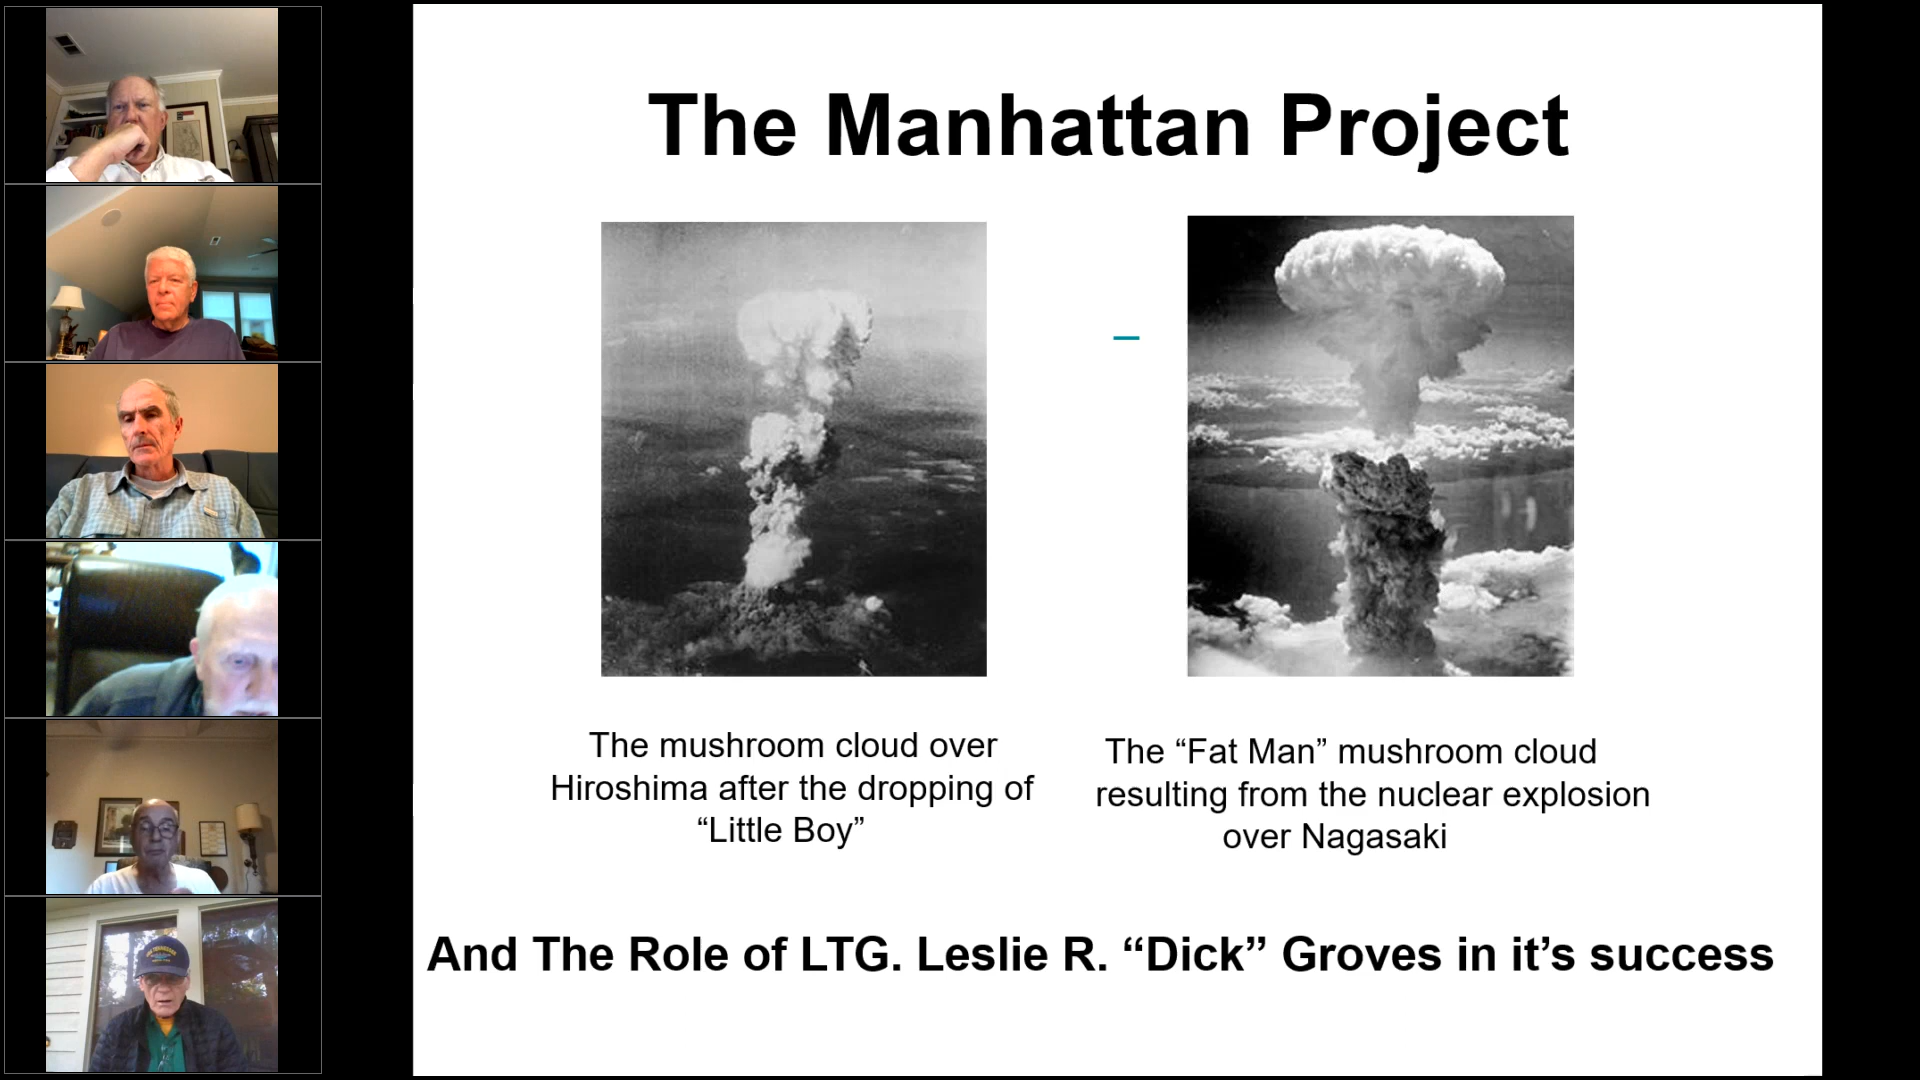 The Manhattan Project
The mushroom cloud over
Hiroshima after the dropping of
“Little Boy”
The “Fat Man” mushroom cloud
resulting from the nuclear explosion
over Nagasaki
And The Role of LTG. Leslie R. “Dick” Groves in it’s success